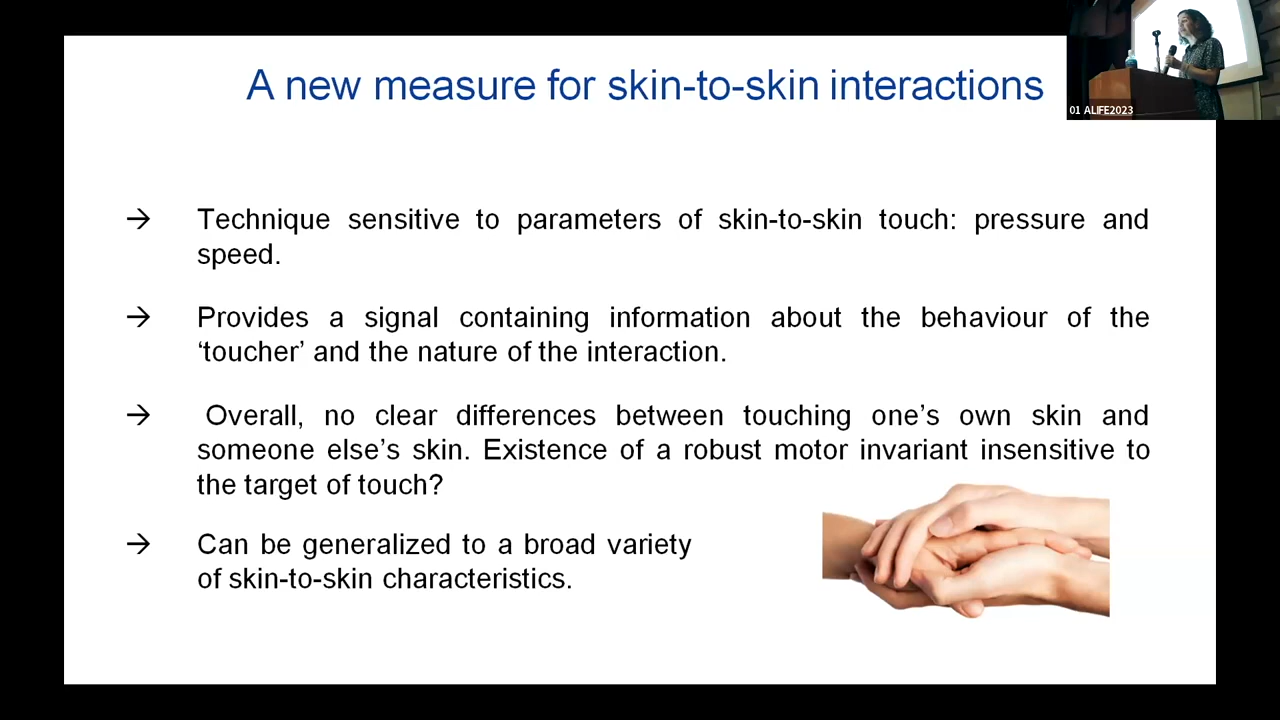 A new measure for skin-to-skin interactions
01 ALIFE2023
→ Technique sensitive to parameters of skin-to-skin touch: pressure and
speed.
→ Provides a signal containing information about the behaviour of the
‘toucher’ and the nature of the interaction.
→ Overall, no clear differences between touching one’s own skin and
someone else’s skin. Existence of a robust motor invariant insensitive to
the target of touch?
→ Can be generalized to a broad variety
of skin-to-skin characteristics.